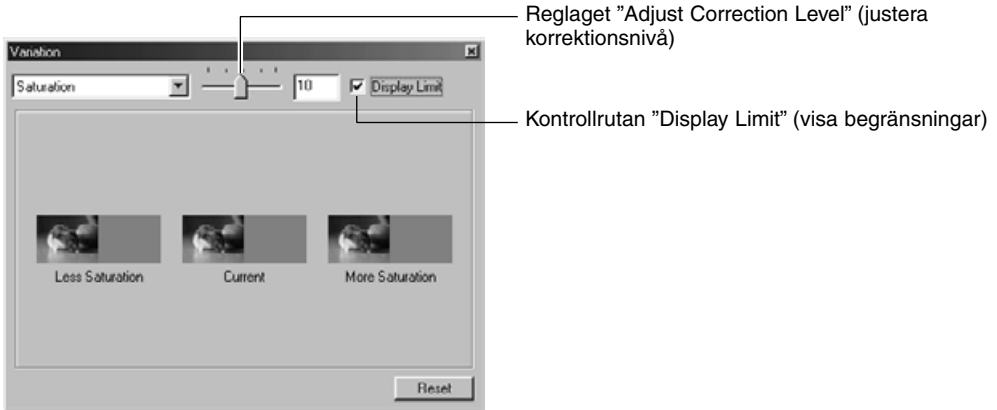 Reglaget ”Adjust Correction Level” (justera
korrektionsnivå)
Variation
Saturation
10
Display Limit
Kontrollrutan ”Display Limit” (visa begränsningar)
Less Saturation
Current
More Saturation
Reset